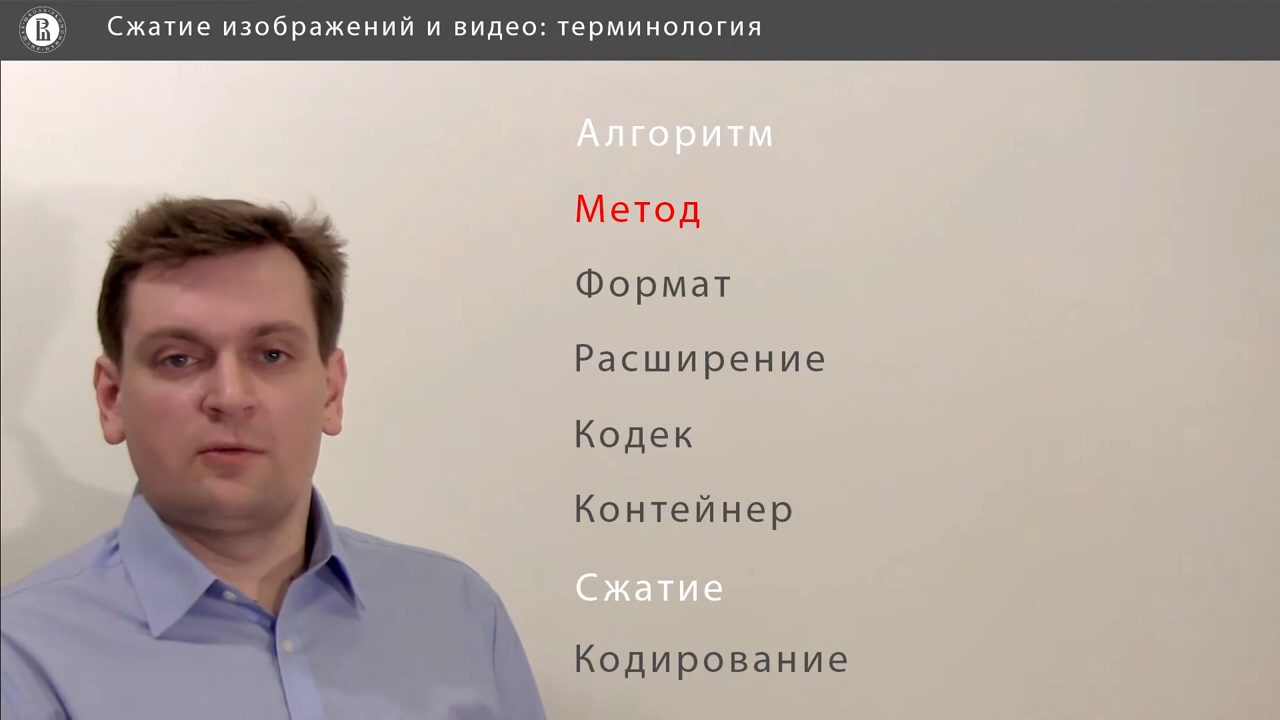 Сжатие изображений и видео: терминология
Алгоритм
Метод
Формат
Расширение
Кодек
Контейнер
Сжатие
Кодирование